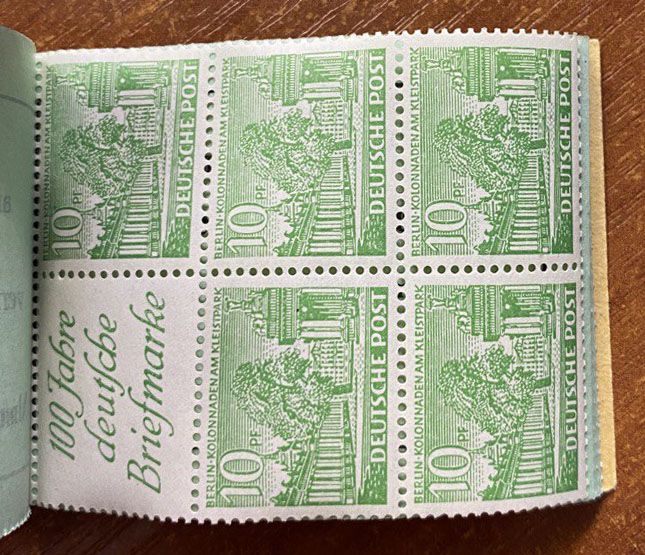 BERLIN·KOLONNADEN AM KLEISTPARK
10 PF
DEUTSCHE POST
BERLIN·KOLONNADEN AM KLEISTPARK
10 PF
DEUTSCHE POST
BERLIN·KOLONNADEN AM KLEISTPARK
10 PF
DEUTSCHE POST
100 Jahre
deutſche
Briefmarke
BERLIN·KOLONNADEN AM KLEISTPARK
10 PF
DEUTSCHE POST
BERLIN·KOLONNADEN AM KLEISTPARK
10 PF
DEUTSCHE POST